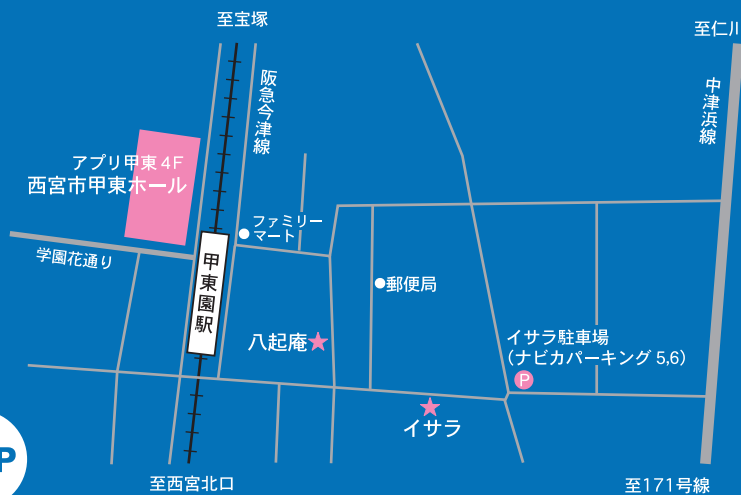 至宝塚
至仁川
阪急今津線
中津浜線
アプリ甲東4F
西宮市甲東ホール
ファミリー
マート
学園花通り
甲東園駅
郵便局
八起庵
イサラ駐車場
(ナビカパーキング5,6)
P
イサラ
P
至西宮北口
至171号線